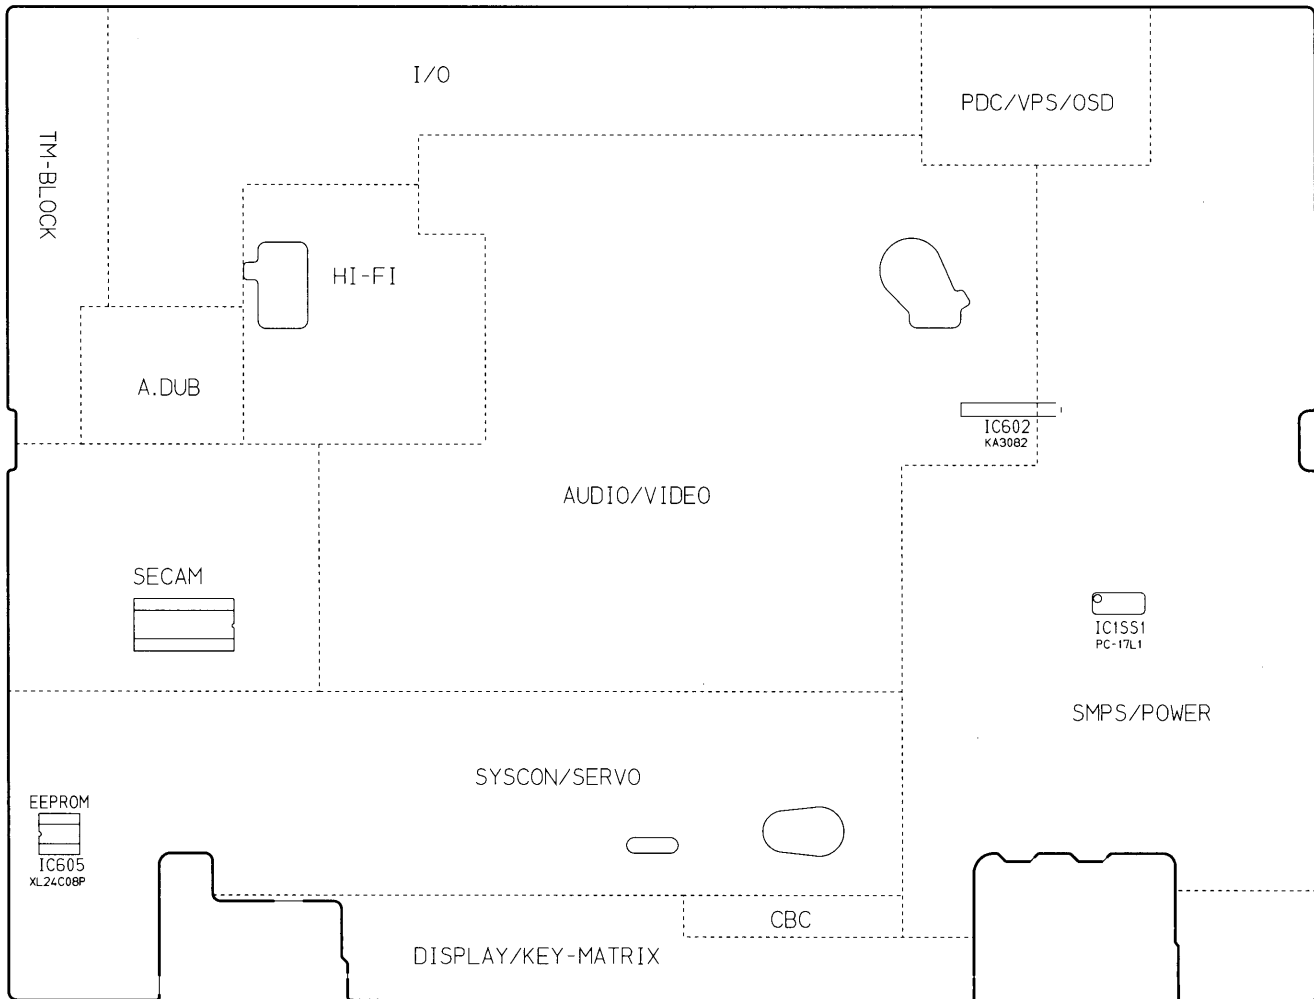 I/O
PDC/VPS/OSD
TM-BLOCK
HI-FI
A.DUB
IC602
KA3082
AUDIO/VIDEO
SECAM
IC1SS1
PC-17L1
SMPS/POWER
SYSCON/SERVO
EEPROM
IC605
XL24C08P
CBC
DISPLAY/KEY-MATRIX